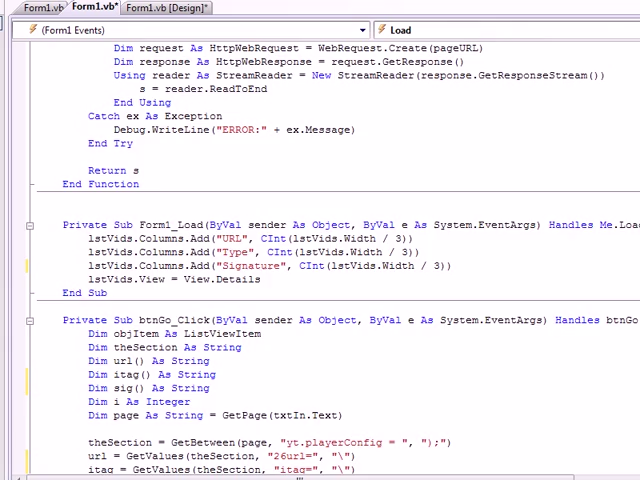 Form1.vb Form1.vb* Form1.vb [Design]*
(Form1 Events) Load
Dim request As HttpWebRequest = WebRequest.Create(pageURL)
Dim response As HttpWebResponse = request.GetResponse()
Using reader As StreamReader = New StreamReader(response.GetResponseStream())
s = reader.ReadToEnd
End Using
Catch ex As Exception
Debug.WriteLine("ERROR:" + ex.Message)
End Try
Return s
End Function
Private Sub Form1_Load(ByVal sender As Object, ByVal e As System.EventArgs) Handles Me.Loa
lstVids.Columns.Add("URL", CInt(lstVids.Width / 3))
lstVids.Columns.Add("Type", CInt(lstVids.Width / 3))
lstVids.Columns.Add("Signature", CInt(lstVids.Width / 3))
lstVids.View = View.Details
End Sub
Private Sub btnGo_Click(ByVal sender As Object, ByVal e As System.EventArgs) Handles btnGo
Dim objItem As ListViewItem
Dim theSection As String
Dim url() As String
Dim itag() As String
Dim sig() As String
Dim i As Integer
Dim page As String = GetPage(txtIn.Text)
theSection = GetBetween(page, "yt.playerConfig = ", ");")
url = GetValues(theSection, "26url=", "\")
itag = GetValues(theSection, "itag=", "\")